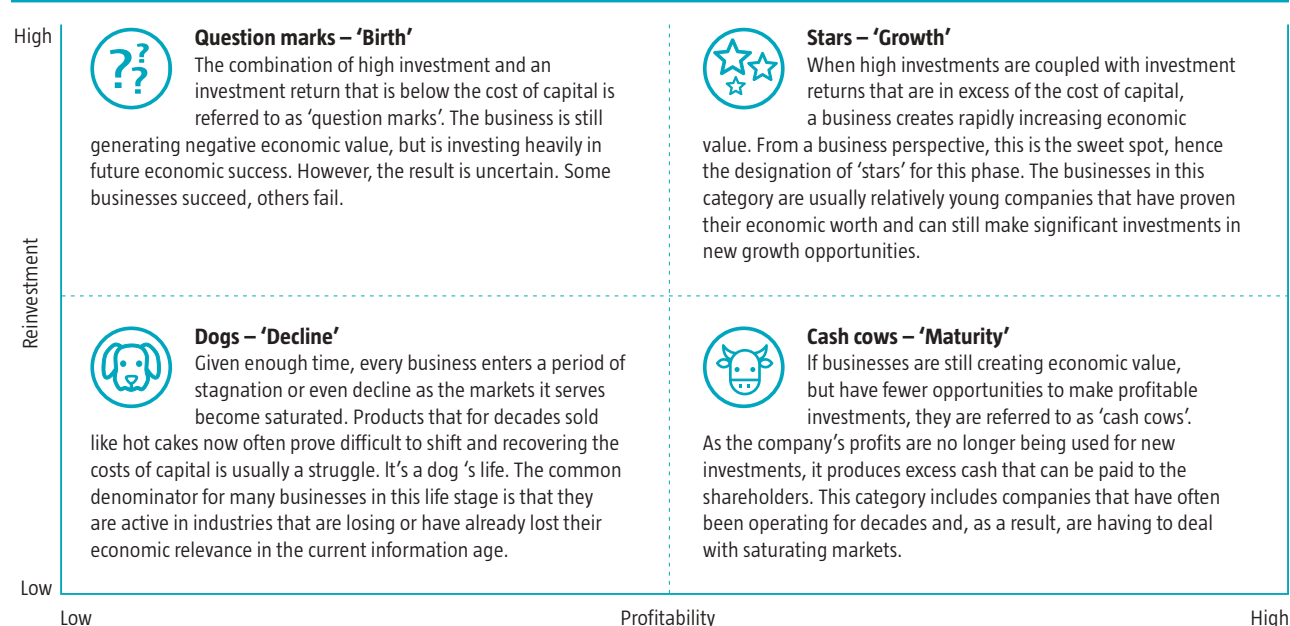 High
??
?
Question marks – ‘Birth’
The combination of high investment and an
investment return that is below the cost of capital is
referred to as ‘question marks’. The business is still
generating negative economic value, but is investing heavily in
future economic success. However, the result is uncertain. Some
businesses succeed, others fail.
Stars – ‘Growth’
When high investments are coupled with investment
returns that are in excess of the cost of capital,
a business creates rapidly increasing economic
value. From a business perspective, this is the sweet spot, hence
the designation of ‘stars’ for this phase. The businesses in this
category are usually relatively young companies that have proven
their economic worth and can still make significant investments in
new growth opportunities.
Reinvestment
Dogs – ‘Decline’
Given enough time, every business enters a period of
stagnation or even decline as the markets it serves
become saturated. Products that for decades sold
like hot cakes now often prove difficult to shift and recovering the
costs of capital is usually a struggle. It’s a dog ‘s life. The common
denominator for many businesses in this life stage is that they
are active in industries that are losing or have already lost their
economic relevance in the current information age.
Cash cows – ‘Maturity’
If businesses are still creating economic value,
but have fewer opportunities to make profitable
investments, they are referred to as ‘cash cows’.
As the company’s profits are no longer being used for new
investments, it produces excess cash that can be paid to the
shareholders. This category includes companies that have often
been operating for decades and, as a result, are having to deal
with saturating markets.
Low
Low
Profitability
High